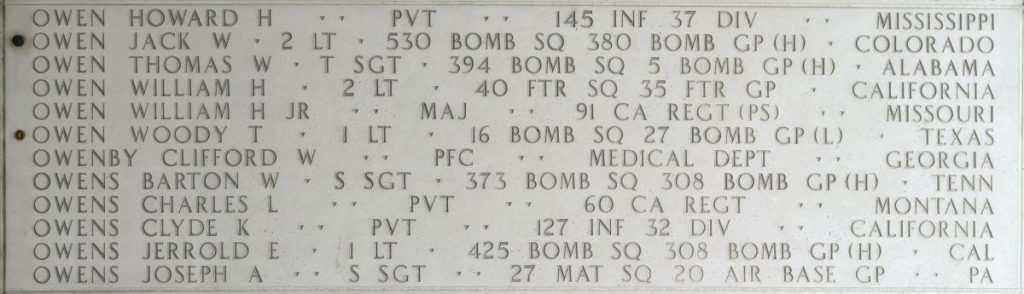 OWEN HOWARD H · · PVT · · 145 INF 37 DIV · · MISSISSIPPI
OWEN JACK W · 2 LT · 530 BOMB SQ 380 BOMB GP (H) · COLORADO
OWEN THOMAS W · T SGT · 394 BOMB SQ 5 BOMB GP (H) · ALABAMA
OWEN WILLIAM H · 2 LT · 40 FTR SQ 35 FTR GP · CALIFORNIA
OWEN WILLIAM H JR · · MAJ · · 91 CA REGT (PS) · · MISSOURI
OWEN WOODY T · 1 LT · 16 BOMB SQ 27 BOMB GP (L) · TEXAS
OWENBY CLIFFORD W · · PFC · · MEDICAL DEPT · · GEORGIA
OWENS BARTON W · S SGT · 373 BOMB SQ 308 BOMB GP (H) · TENN
OWENS CHARLES L · · PVT · · 60 CA REGT · · MONTANA
OWENS CLYDE K · · PVT · · 127 INF 32 DIV · · CALIFORNIA
OWENS JERROLD E · 1 LT · 425 BOMB SQ 308 BOMB GP (H) · CAL
OWENS JOSEPH A · · S SGT · · 27 MAT SQ 20 AIR BASE GP · · PA